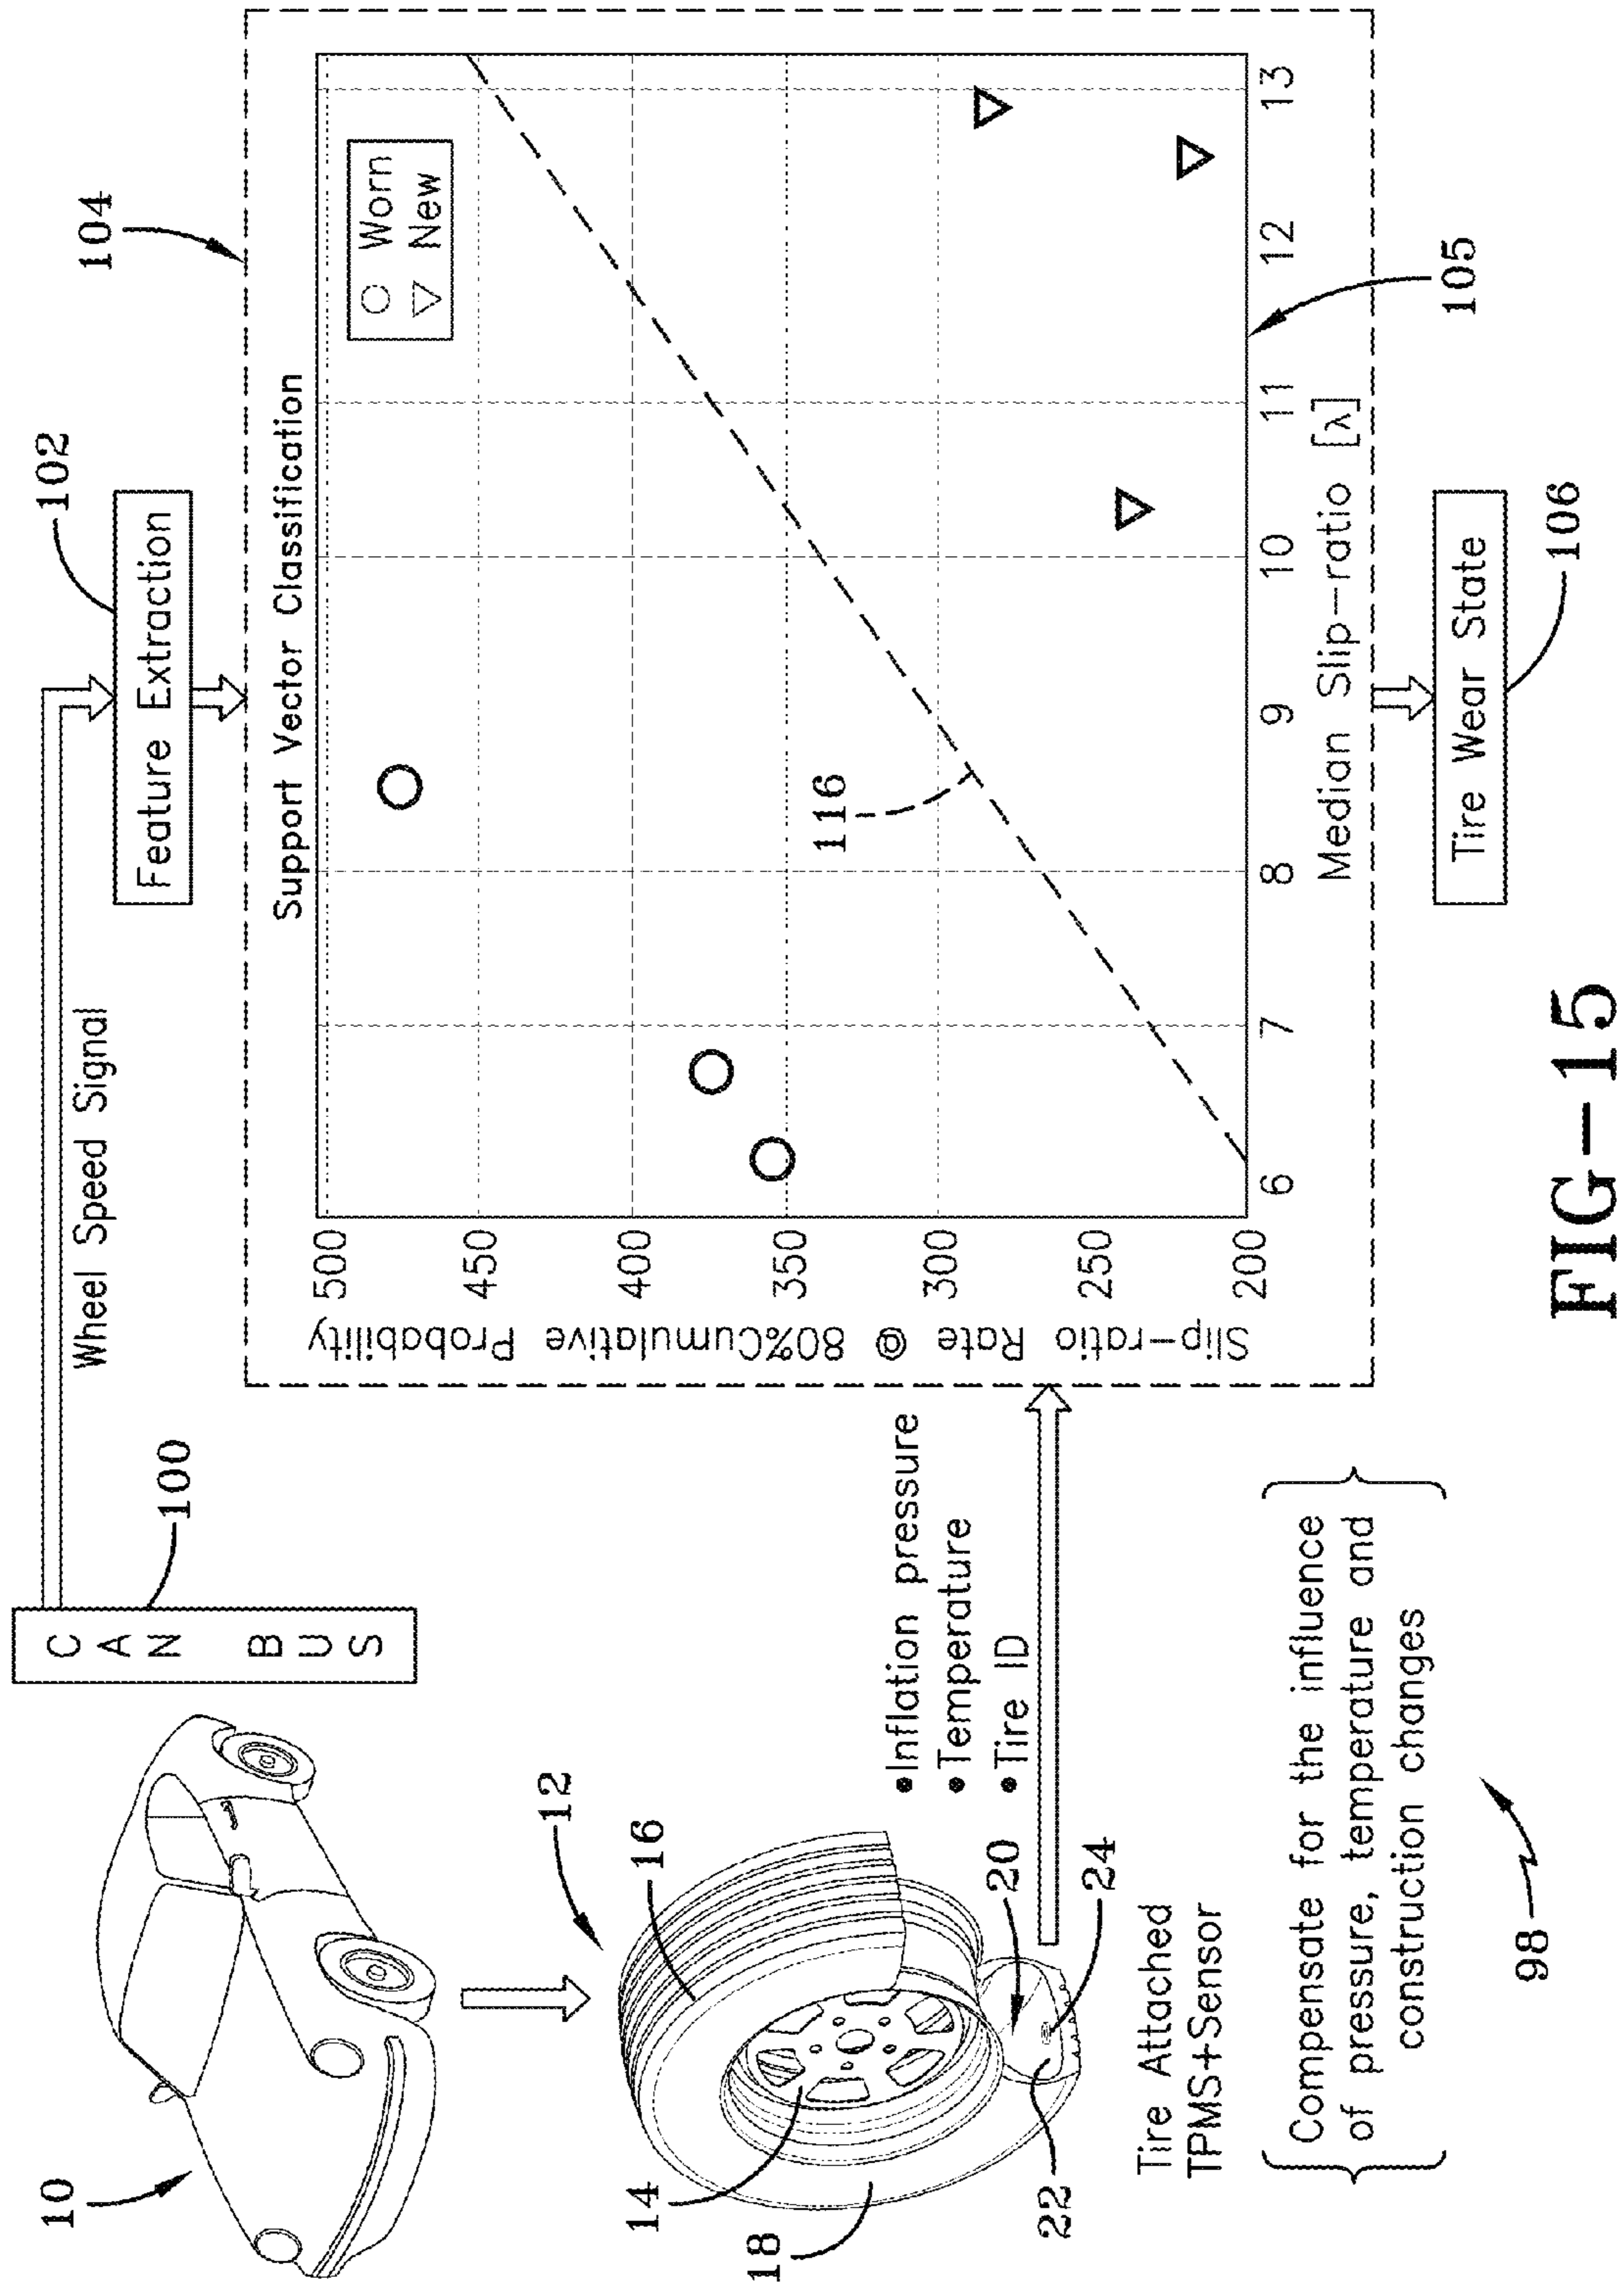 10
C
A
N
B
U
S
100
Wheel Speed Signal
Feature Extraction
102
104
Support Vector Classification
Worn
New
116
500
450
400
350
300
250
200
Slip-ratio Rate @ 80%Cumulative Probability
6
7
8
9
10
11
12
13
Median Slip-ratio [λ]
105
Tire Wear State
106
12
16
14
18
20
22
24
•Inflation pressure
•Temperature
•Tire ID
Tire Attached
TPMS+Sensor
Compensate for the influence
of pressure, temperature and
construction changes
98
FIG-15